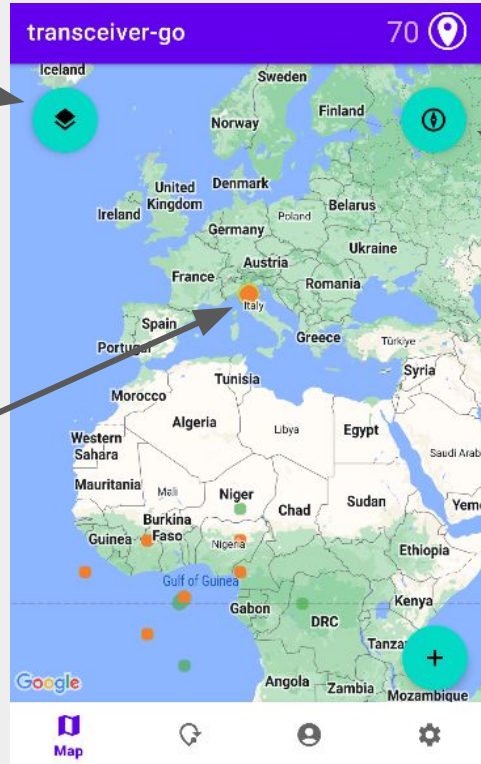 transceiver-go 70
Iceland
Sweden
Finland
Norway
United
Kingdom
Denmark
Ireland
Belarus
Poland
Germany
Ukraine
Austria
France
Romania
Italy
Spain
Portugal
Greece
Türkiye
Syria
Tunisia
Morocco
Algeria
Libya
Egypt
Western
Sahara
Saudi Arab
Mauritania
Mali
Niger
Chad
Sudan
Yem
Burkina
Faso
Guinea
Nigeria
Ethiopia
Gulf of Guinea
Gabon
Kenya
DRC
Tanza
Angola
Zambia
Mozambique
Google
Map